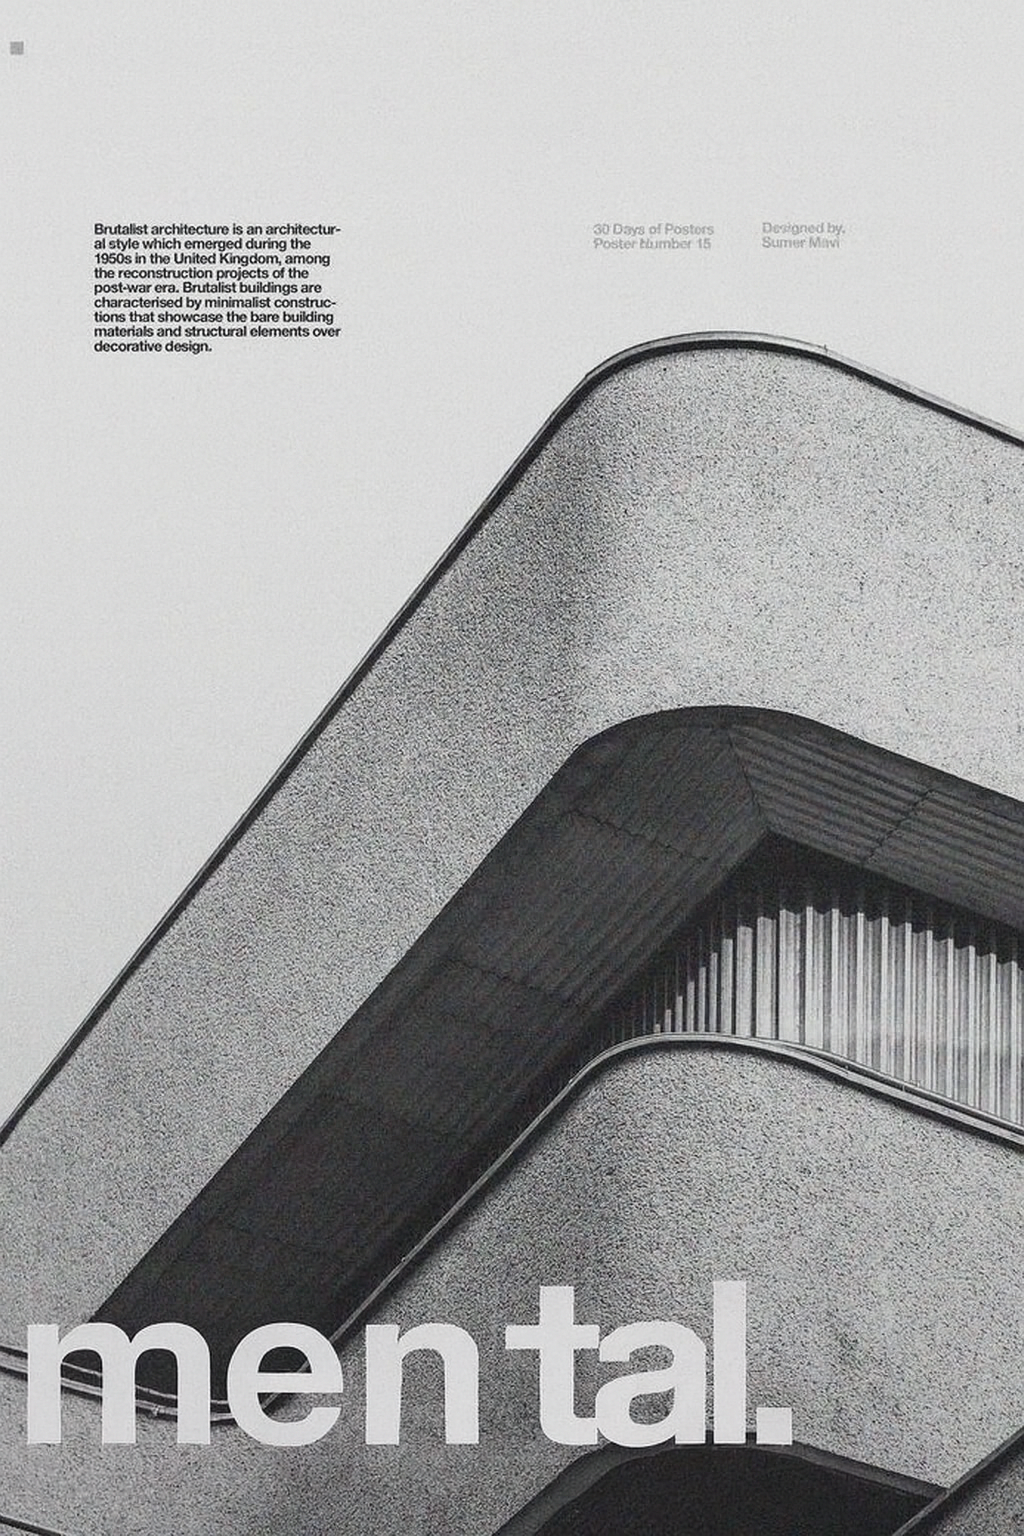 Brutalist architecture is an architectur-
al style which emerged during the
1950s in the United Kingdom, among
the reconstruction projects of the
post-war era. Brutalist buildings are
characterised by minimalist construc-
tions that showcase the bare building
materials and structural elements over
decorative design.
30 Days of Posters
Poster Number 15
Designed by,
Sumer Mavi
mental.